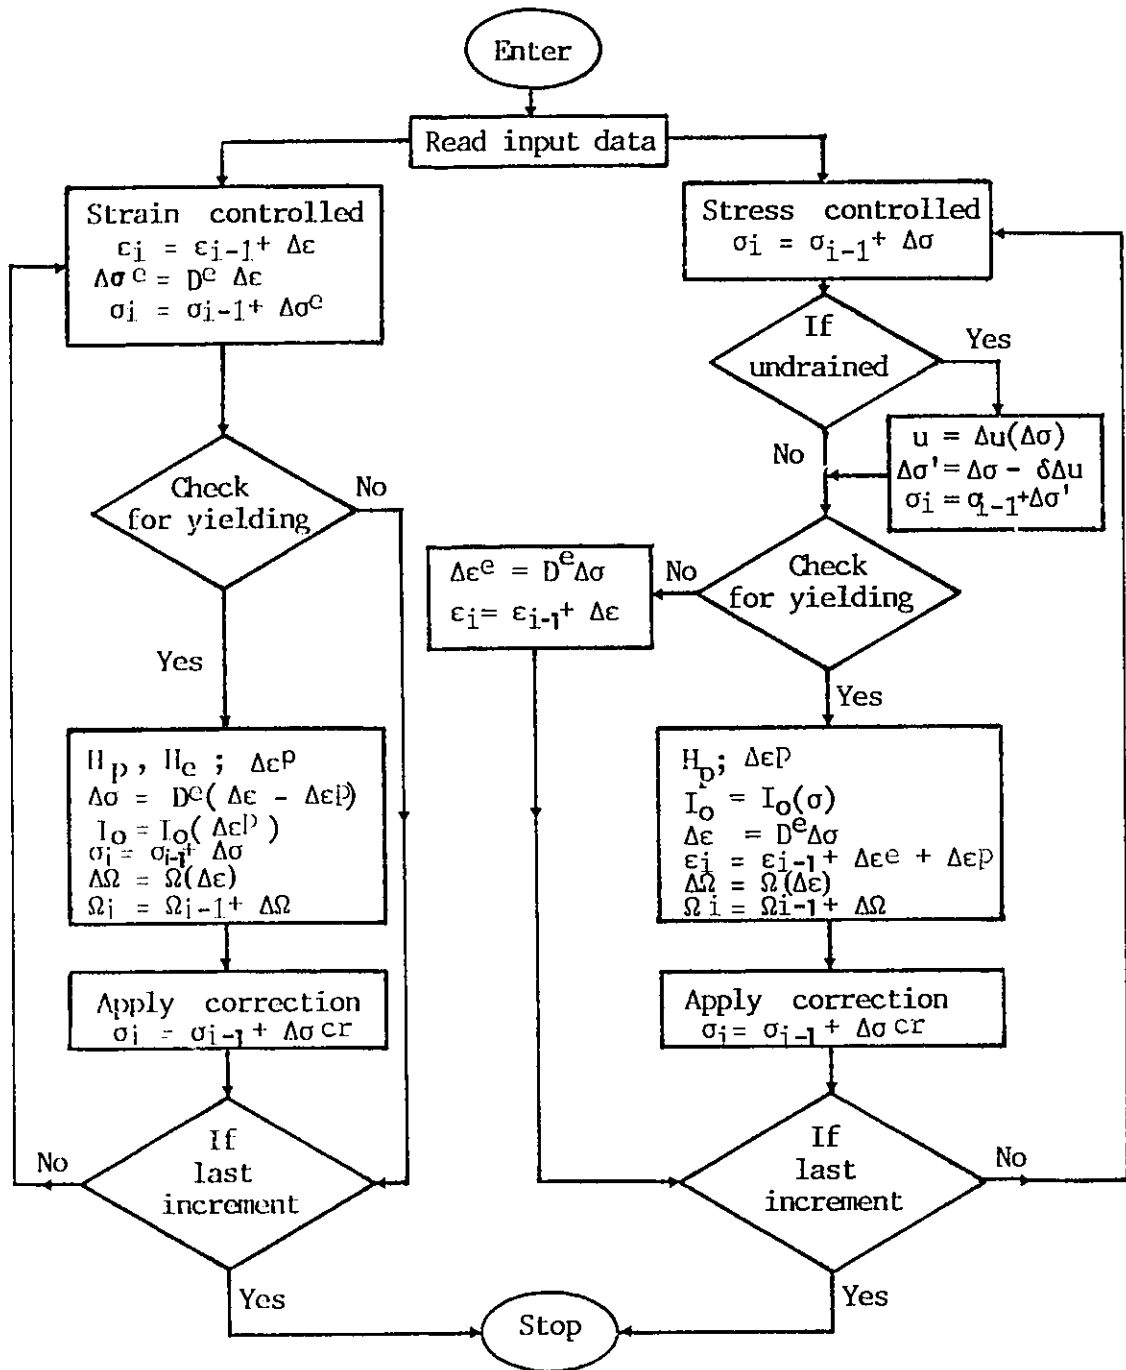 Enter
Read input data
Strain controlled
εi = εi-1+ Δε
Δσe = De Δε
σi = σi-1+ Δσe
Check
for yielding
No
Yes
Hp, He ; Δεp
Δσ = De( Δε - Δεp)
Io = Io( Δεp )
σi= σi-1+ Δσ
ΔΩ = Ω(Δε)
Ωi = Ωi-1+ ΔΩ
Apply correction
σi = σi-1+ Δσcr
If
last
increment
No
Yes
Stress controlled
σi = σi-1+ Δσ
If
undrained
Yes
No
u = Δu(Δσ)
Δσ'= Δσ - δΔu
σi = σi-1+Δσ'
Check
for yielding
No
Δεe = DeΔσ
εi= εi-1+ Δε
Yes
Hp; Δεp
Io = Io(σ)
Δε = DeΔσ
εi = εi-1+ Δεe + Δεp
ΔΩ = Ω(Δε)
Ωi = Ωi-1+ ΔΩ
Apply correction
σi= σi-1+ Δσcr
If
last
increment
No
Yes
Stop